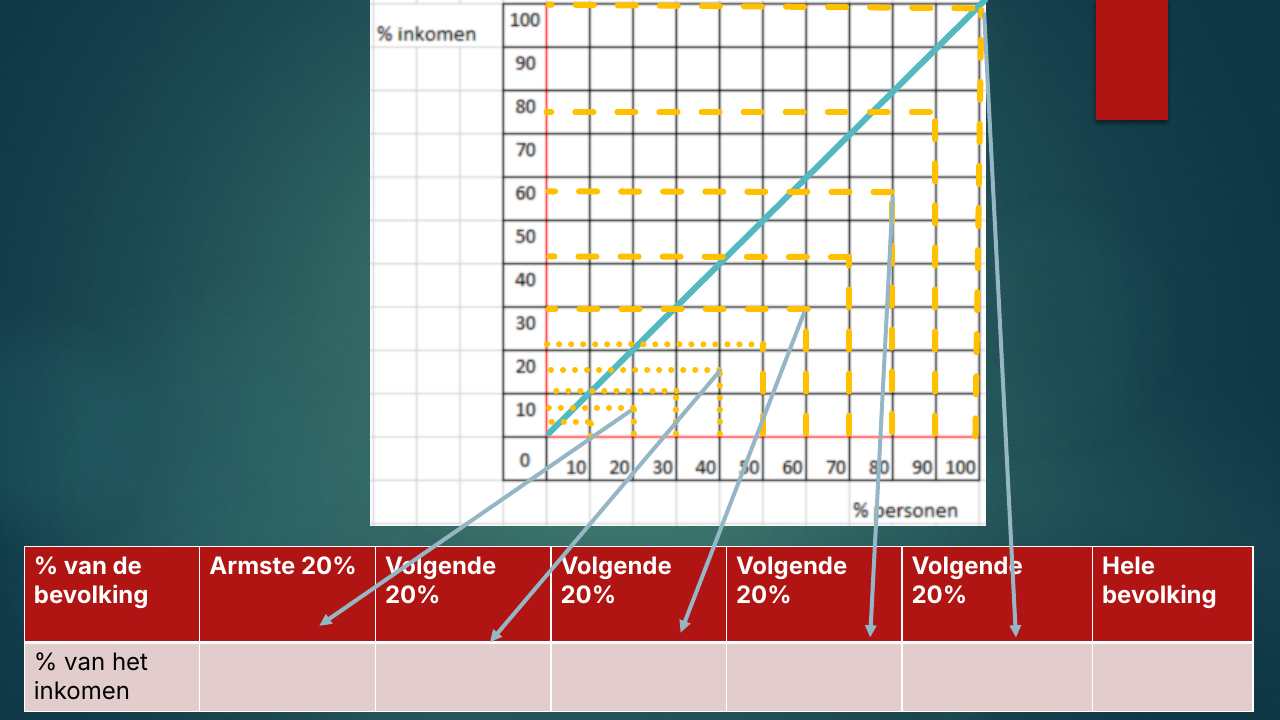 100
% inkomen
90
80
70
60
50
40
30
20
10
0 10 20 30 40 50 60 70 80 90 100
% personen
% van de bevolking
Armste 20%
Volgende 20%
Volgende 20%
Volgende 20%
Volgende 20%
Hele bevolking
% van het inkomen